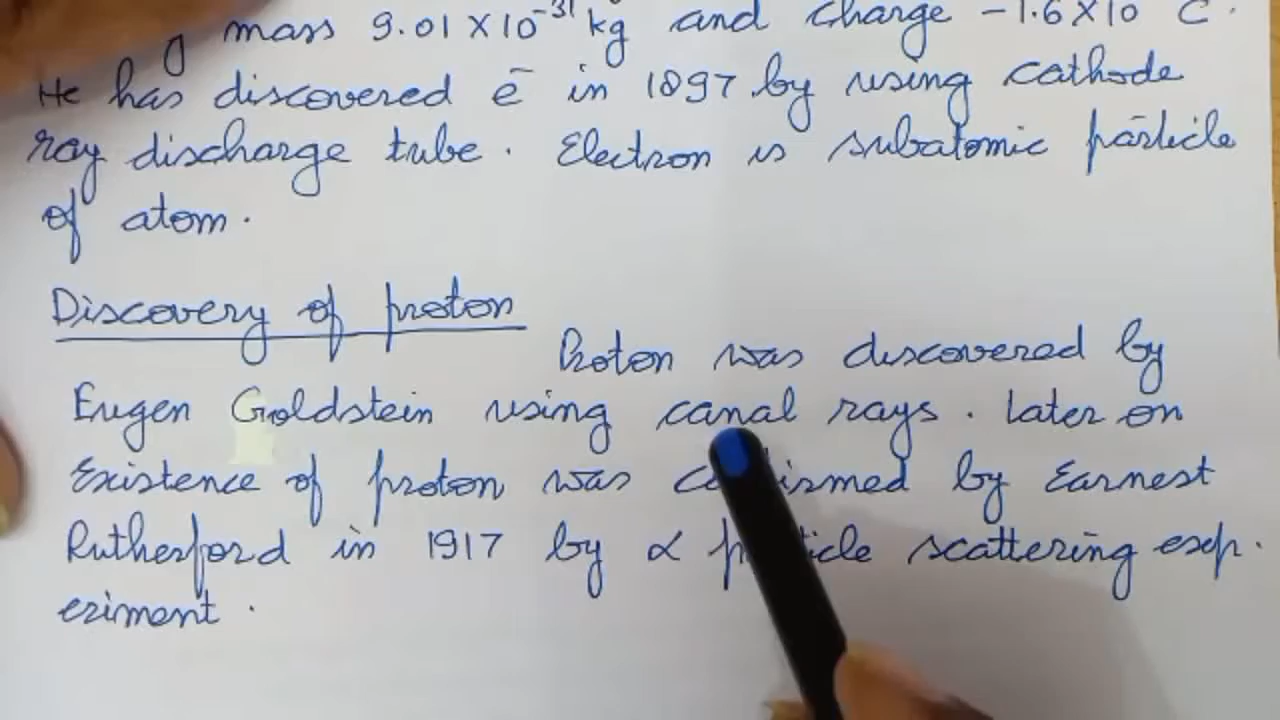 mass 9.01 X 10⁻³¹ kg and charge -1.6 X 10 C.
He has discovered ē in 1897 by using cathode
ray discharge tube. Electron is subatomic particle
of atom.
Discovery of proton
Proton was discovered by
Eugen Goldstein using canal rays. Later on
Existence of proton was by Earnest
Rutherford in 1917 by α scattering exp.
eriment.